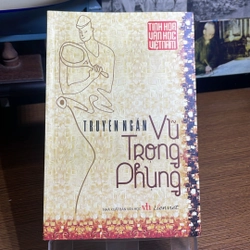 TINH HOA
VĂN HỌC
VIỆT NAM
TRUYỆN NGẮN
Vũ
Trọng
Phụng